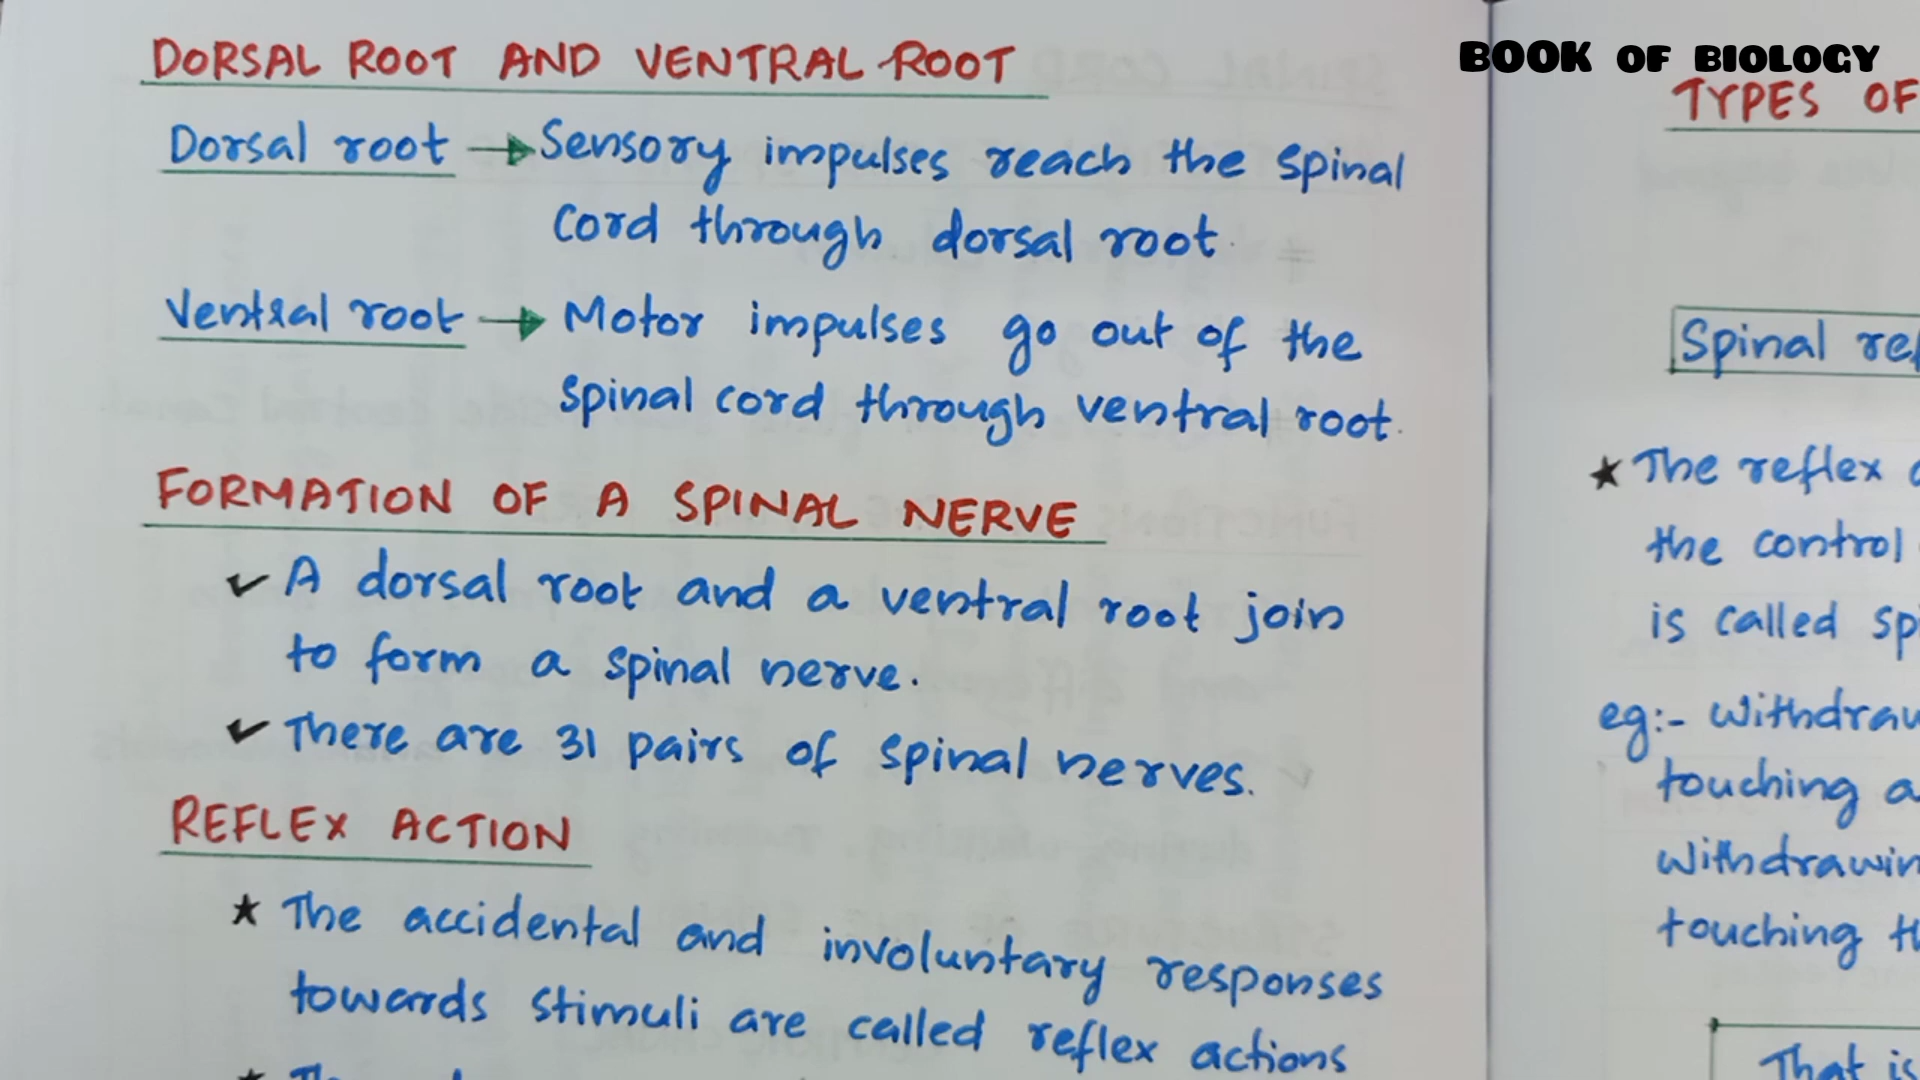 DORSAL ROOT AND VENTRAL ROOT
Dorsal root → Sensory impulses reach the spinal
cord through dorsal root.
Ventral root → Motor impulses go out of the
spinal cord through ventral root.
FORMATION OF A SPINAL NERVE
✓ A dorsal root and a ventral root join
to form a spinal nerve.
✓ There are 31 pairs of spinal nerves.
REFLEX ACTION
★ The accidental and involuntary responses
towards stimuli are called reflex actions
BOOK OF BIOLOGY
TYPES OF
Spinal
★ The reflex
the control
is called
eg:-
touching
touching
That is